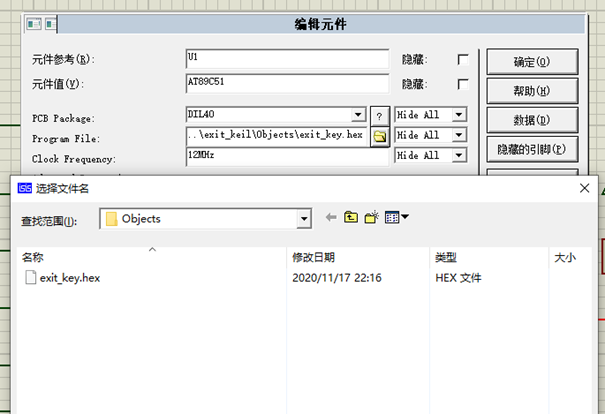 编辑元件
元件参考(R): U1 隐藏: 确定(O)
元件值(V): AT89C51 隐藏: 帮助(H)
PCB Package: DIL40 ? Hide All 数据(D)
Program File: ..\exit_keil\Objects\exit_key.hex Hide All 隐藏的引脚(P)
Clock Frequency: 12MHz Hide All
ISIS 选择文件名
查找范围(I): Objects
名称 修改日期 类型 大小
exit_key.hex 2020/11/17 22:16 HEX 文件